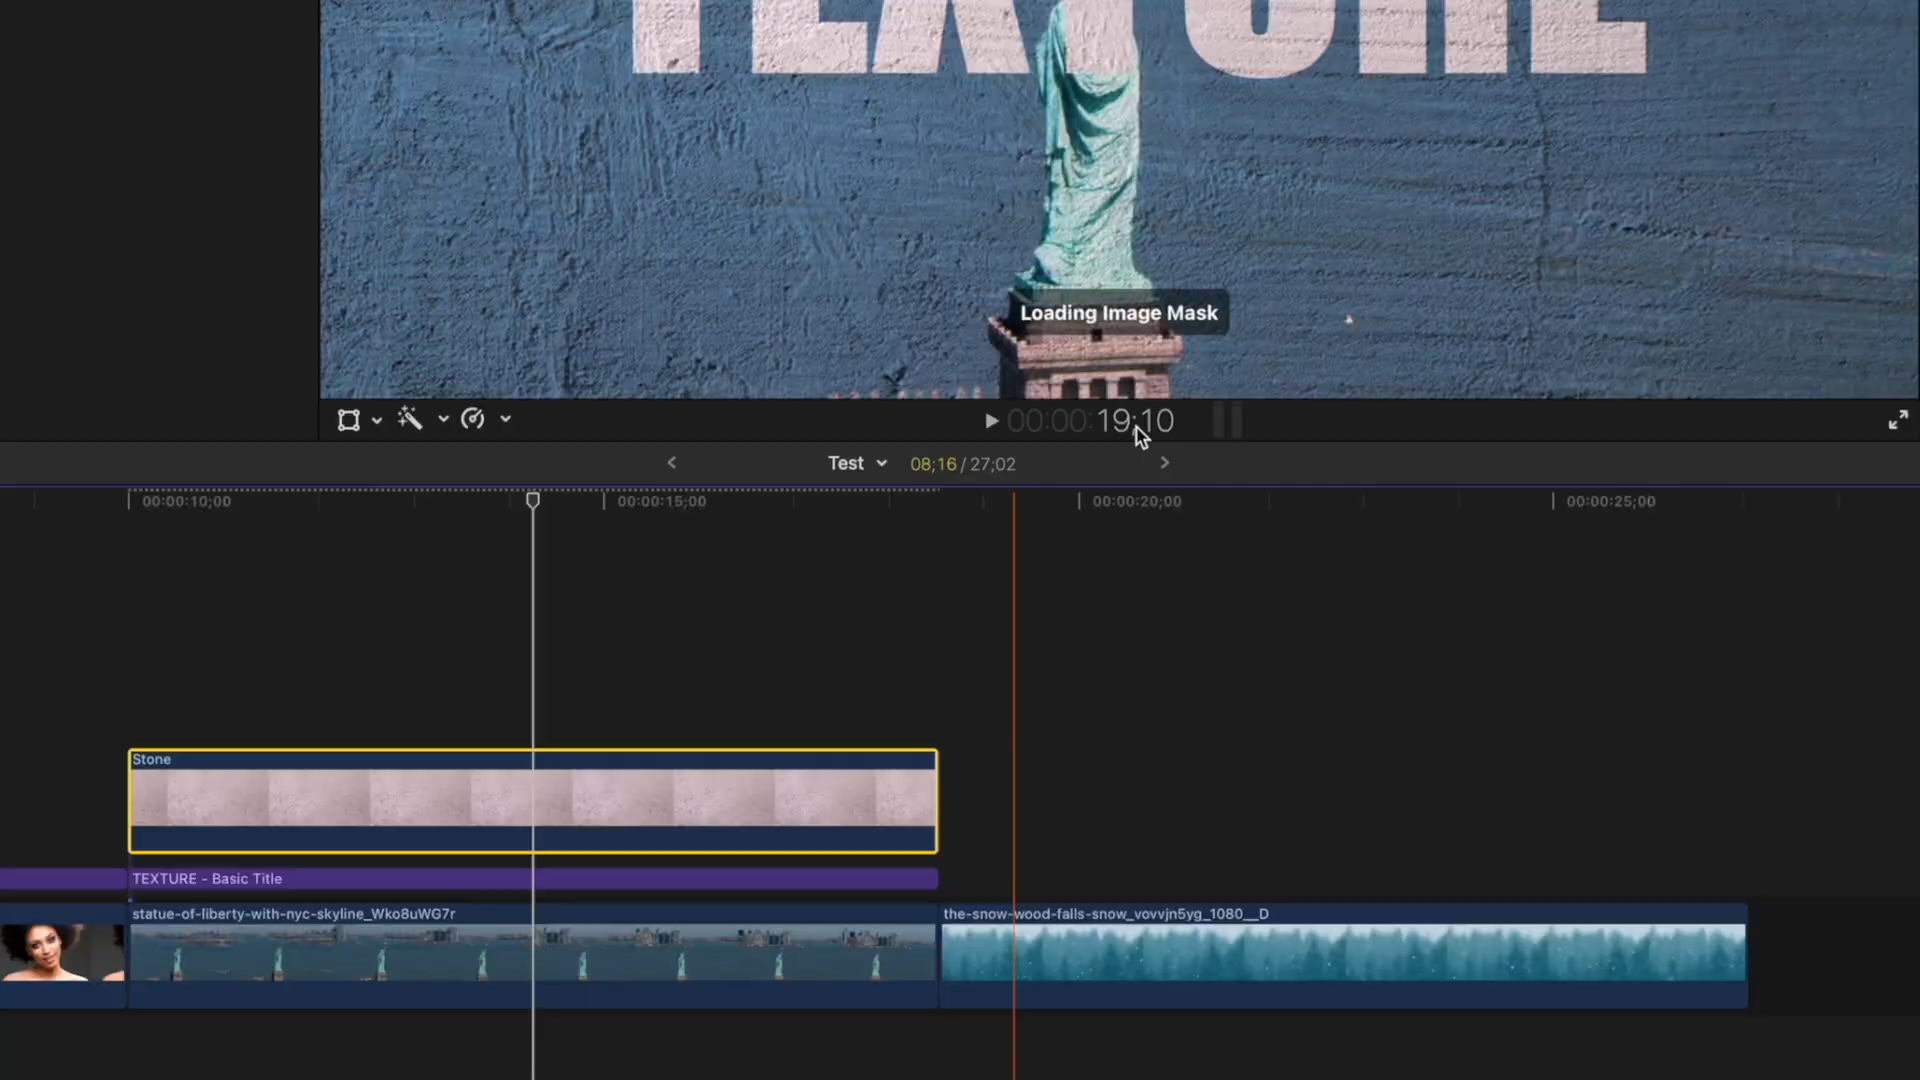 TEXTURE
Loading Image Mask
00:00:19;10
Test 08;16 / 27;02
00:00:10;00 00:00:15;00 00:00:20;00 00:00:25;00
Stone
TEXTURE - Basic Title
statue-of-liberty-with-nyc-skyline_Wko8uWG7r the-snow-wood-falls-snow_vovvjn5yg_1080__D